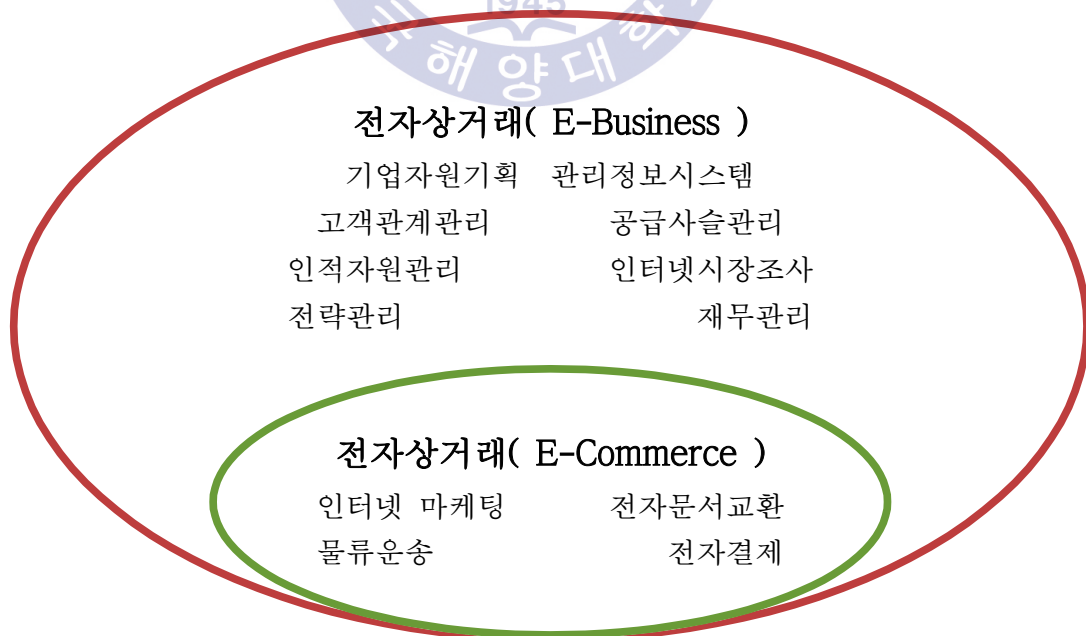 1945
해양대
전자상거래( E-Business )
기업자원기획 관리정보시스템
고객관계관리 공급사슬관리
인적자원관리 인터넷시장조사
전략관리 재무관리
전자상거래( E-Commerce )
인터넷 마케팅 전자문서교환
물류운송 전자결제